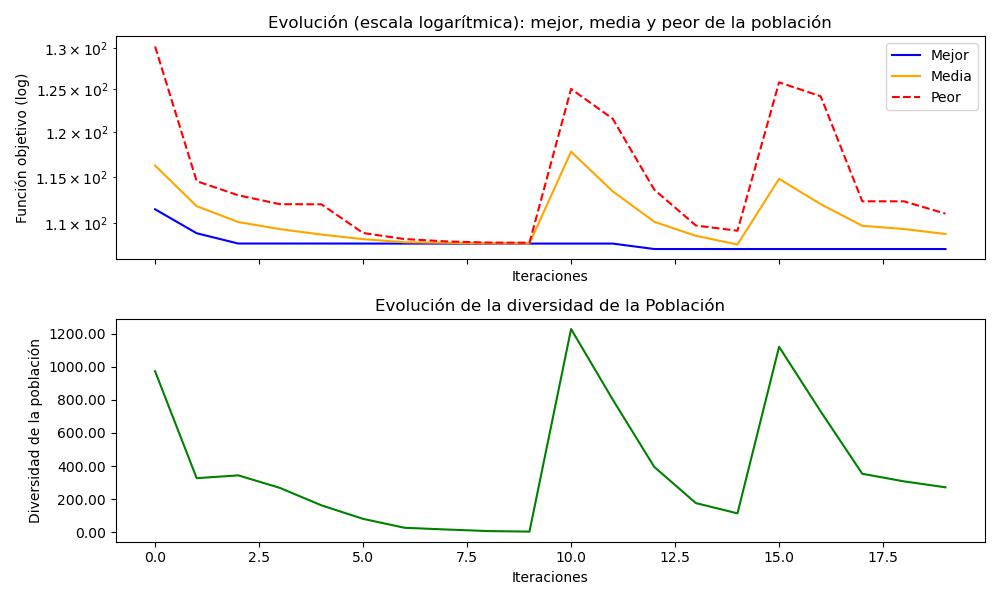 Evolución (escala logarítmica): mejor, media y peor de la población
Función objetivo (log)
1.3 × 10²
1.25 × 10²
1.2 × 10²
1.15 × 10²
1.1 × 10²
Mejor
Media
Peor
Iteraciones
Evolución de la diversidad de la Población
Diversidad de la población
1200.00
1000.00
800.00
600.00
400.00
200.00
0.00
0.0 2.5 5.0 7.5 10.0 12.5 15.0 17.5
Iteraciones